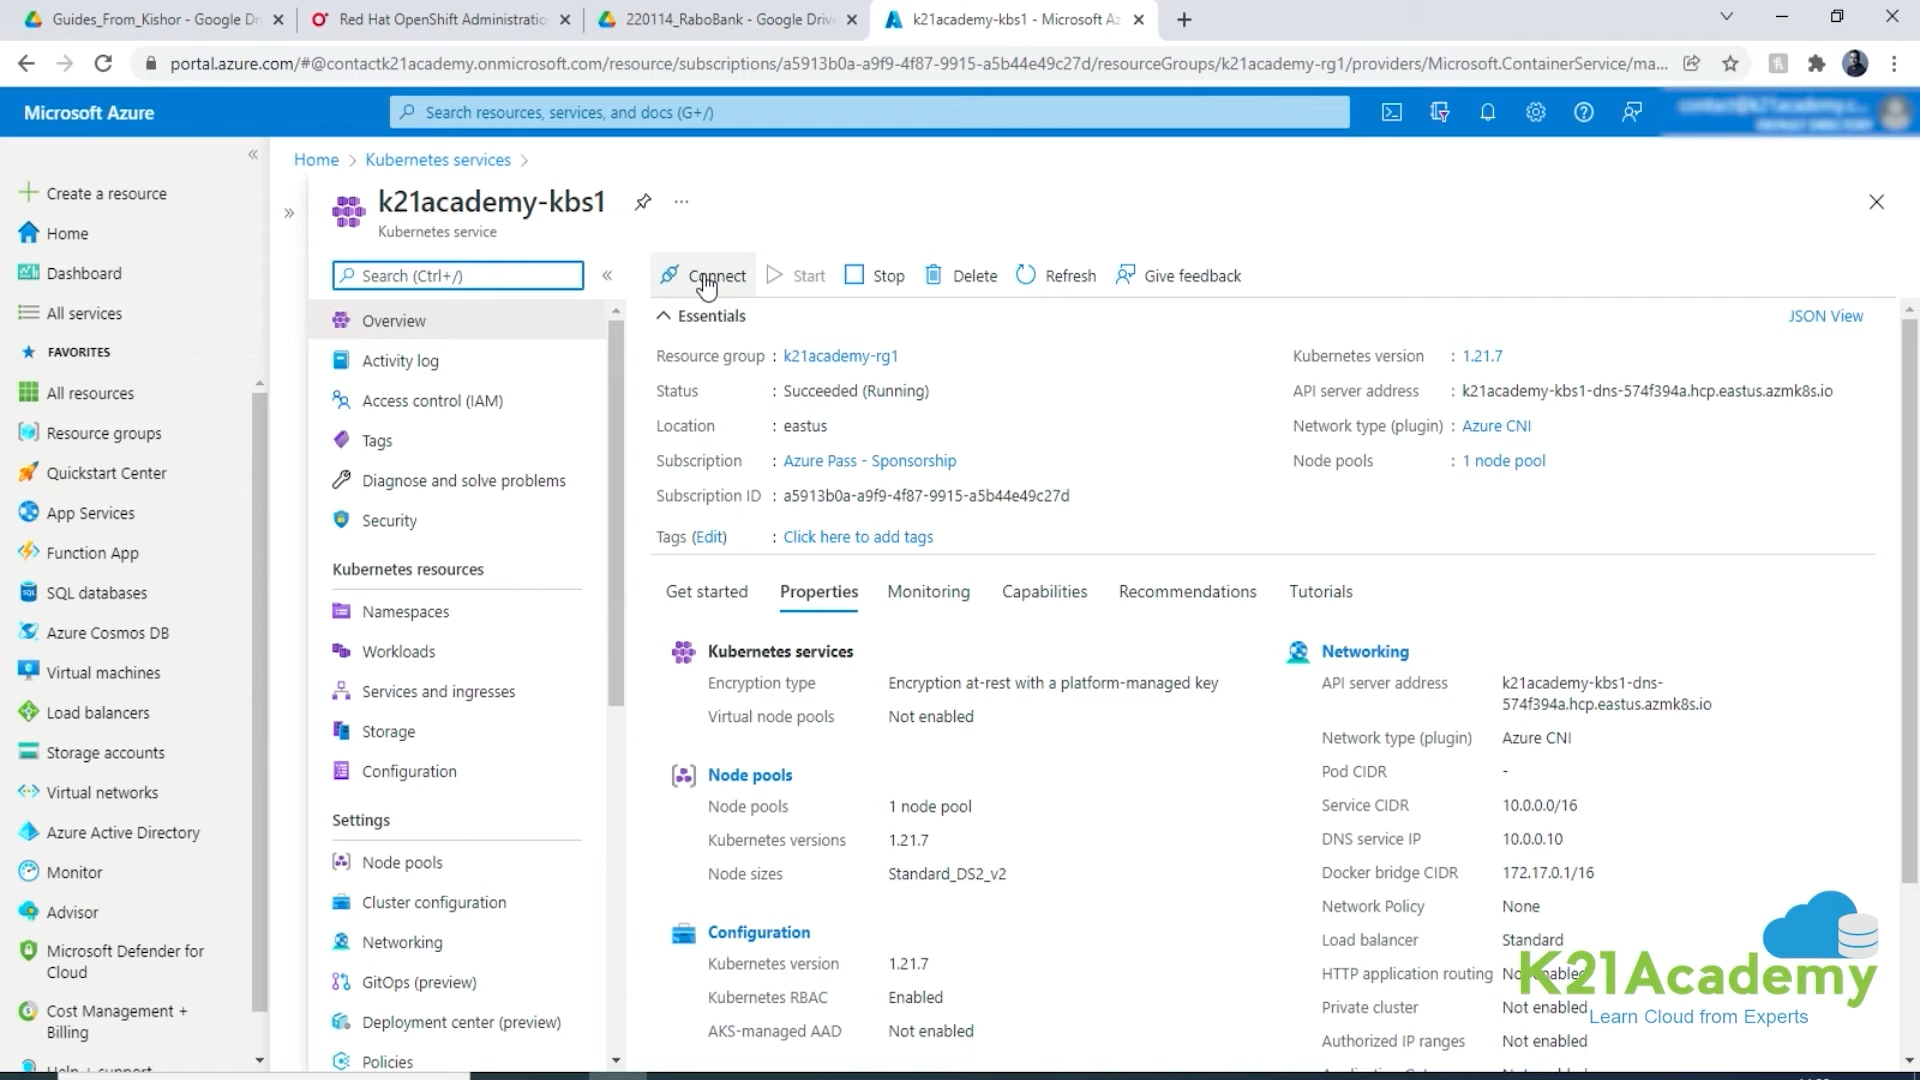 Guides_From_Kishor - Google Dri
Red Hat OpenShift Administratio
220114_RaboBank - Google Drive
k21academy-kbs1 - Microsoft Az
portal.azure.com/#@contactk21academy.onmicrosoft.com/resource/subscriptions/a5913b0a-a9f9-4f87-9915-a5b44e49c27d/resourceGroups/k21academy-rg1/providers/Microsoft.ContainerService/ma...
Microsoft Azure
Search resources, services, and docs (G+/)
Create a resource
Home
Dashboard
All services
FAVORITES
All resources
Resource groups
Quickstart Center
App Services
Function App
SQL databases
Azure Cosmos DB
Virtual machines
Load balancers
Storage accounts
Virtual networks
Azure Active Directory
Monitor
Advisor
Microsoft Defender for
Cloud
Cost Management +
Billing
Help + support
Home > Kubernetes services >
k21academy-kbs1
Kubernetes service
Search (Ctrl+/)
Overview
Activity log
Access control (IAM)
Tags
Diagnose and solve problems
Security
Kubernetes resources
Namespaces
Workloads
Services and ingresses
Storage
Configuration
Settings
Node pools
Cluster configuration
Networking
GitOps (preview)
Deployment center (preview)
Policies
Connect Start Stop Delete Refresh Give feedback
Essentials
JSON View
Resource group : k21academy-rg1
Status : Succeeded (Running)
Location : eastus
Subscription : Azure Pass - Sponsorship
Subscription ID : a5913b0a-a9f9-4f87-9915-a5b44e49c27d
Tags (Edit) : Click here to add tags
Kubernetes version : 1.21.7
API server address : k21academy-kbs1-dns-574f394a.hcp.eastus.azmk8s.io
Network type (plugin) : Azure CNI
Node pools : 1 node pool
Get started Properties Monitoring Capabilities Recommendations Tutorials
Kubernetes services
Encryption type Encryption at-rest with a platform-managed key
Virtual node pools Not enabled
Node pools
Node pools 1 node pool
Kubernetes versions 1.21.7
Node sizes Standard_DS2_v2
Configuration
Kubernetes version 1.21.7
Kubernetes RBAC Enabled
AKS-managed AAD Not enabled
Networking
API server address k21academy-kbs1-dns-
574f394a.hcp.eastus.azmk8s.io
Network type (plugin) Azure CNI
Pod CIDR -
Service CIDR 10.0.0.0/16
DNS service IP 10.0.0.10
Docker bridge CIDR 172.17.0.1/16
Network Policy None
Load balancer Standard
HTTP application routing Not enabled
Private cluster Not enabled
Authorized IP ranges Not enabled
K21Academy
Learn Cloud from Experts